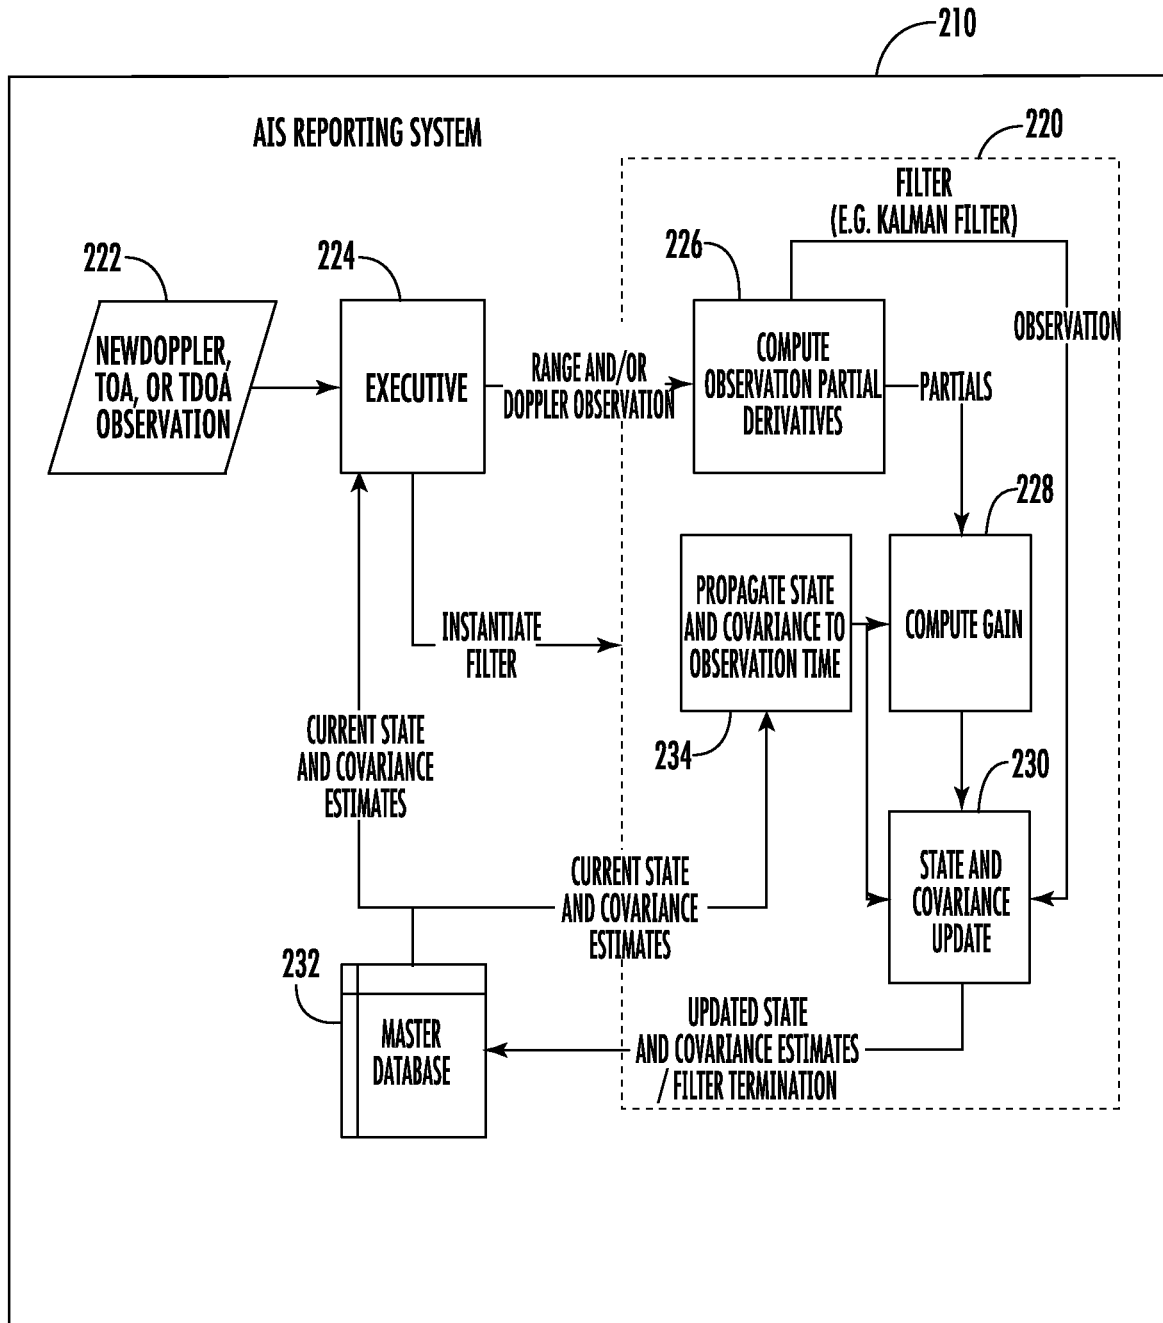 210
AIS REPORTING SYSTEM
220
FILTER
(E.G. KALMAN FILTER)
222
224
226
NEWDOPPLER,
TOA, OR TDOA
OBSERVATION
EXECUTIVE
RANGE AND/OR
DOPPLER OBSERVATION
COMPUTE
OBSERVATION PARTIAL
DERIVATIVES
PARTIALS
OBSERVATION
228
INSTANTIATE
FILTER
PROPAGATE STATE
AND COVARIANCE TO
OBSERVATION TIME
COMPUTE GAIN
234
230
CURRENT STATE
AND COVARIANCE
ESTIMATES
CURRENT STATE
AND COVARIANCE
ESTIMATES
STATE AND
COVARIANCE
UPDATE
232
MASTER
DATABASE
UPDATED STATE
AND COVARIANCE ESTIMATES
/ FILTER TERMINATION